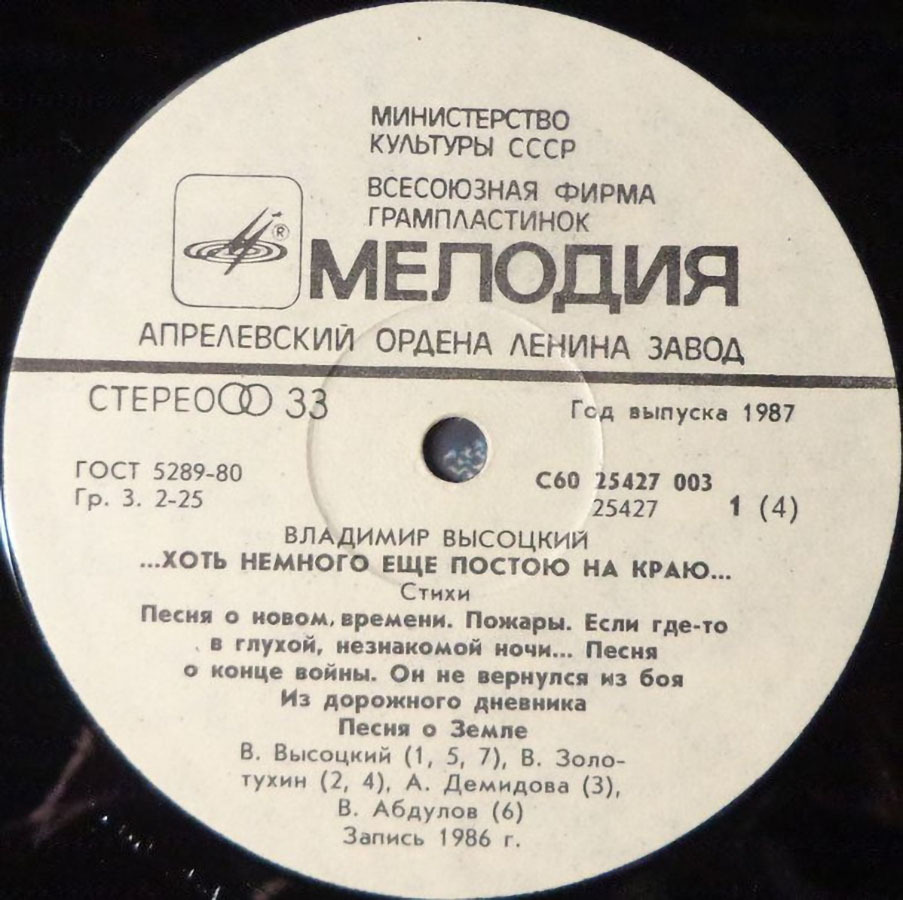 МИНИСТЕРСТВО
КУЛЬТУРЫ СССР
ВСЕСОЮЗНАЯ ФИРМА
ГРАМПЛАСТИНОК
®
МЕЛОДИЯ
АПРЕЛЕВСКИЙ ОРДЕНА ЛЕНИНА ЗАВОД
СТЕРЕО 33
Год выпуска 1987
ГОСТ 5289-80
Гр. 3. 2-25
С60 25427 003
25427 1 (4)
ВЛАДИМИР ВЫСОЦКИЙ
...ХОТЬ НЕМНОГО ЕЩЕ ПОСТОЮ НА КРАЮ...
Стихи
Песня о новом времени. Пожары. Если где-то
в глухой, незнакомой ночи... Песня
о конце войны. Он не вернулся из боя
Из дорожного дневника
Песня о Земле
В. Высоцкий (1, 5, 7), В. Золо-
тухин (2, 4), А. Демидова (3),
В. Абдулов (6)
Запись 1986 г.